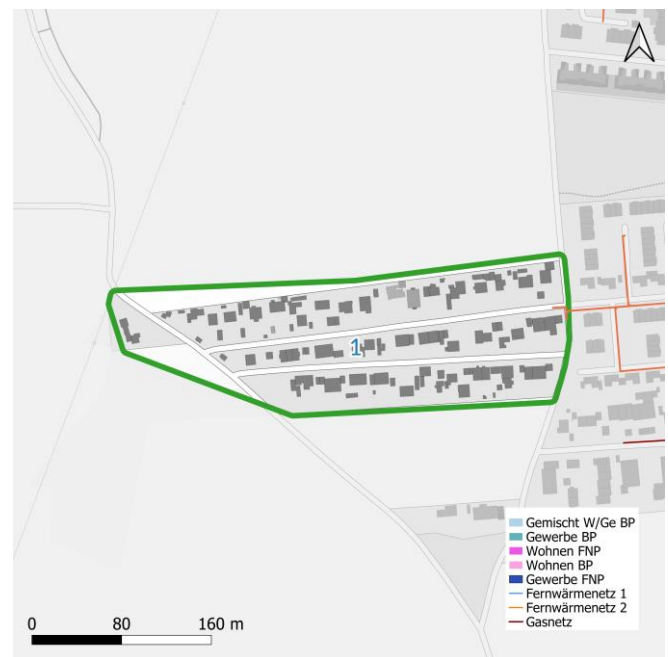 1
Gemischt W/Ge BP
Gewerbe BP
Wohnen FNP
Wohnen BP
Gewerbe FNP
Fernwärmenetz 1
Fernwärmenetz 2
Gasnetz
0 80 160 m